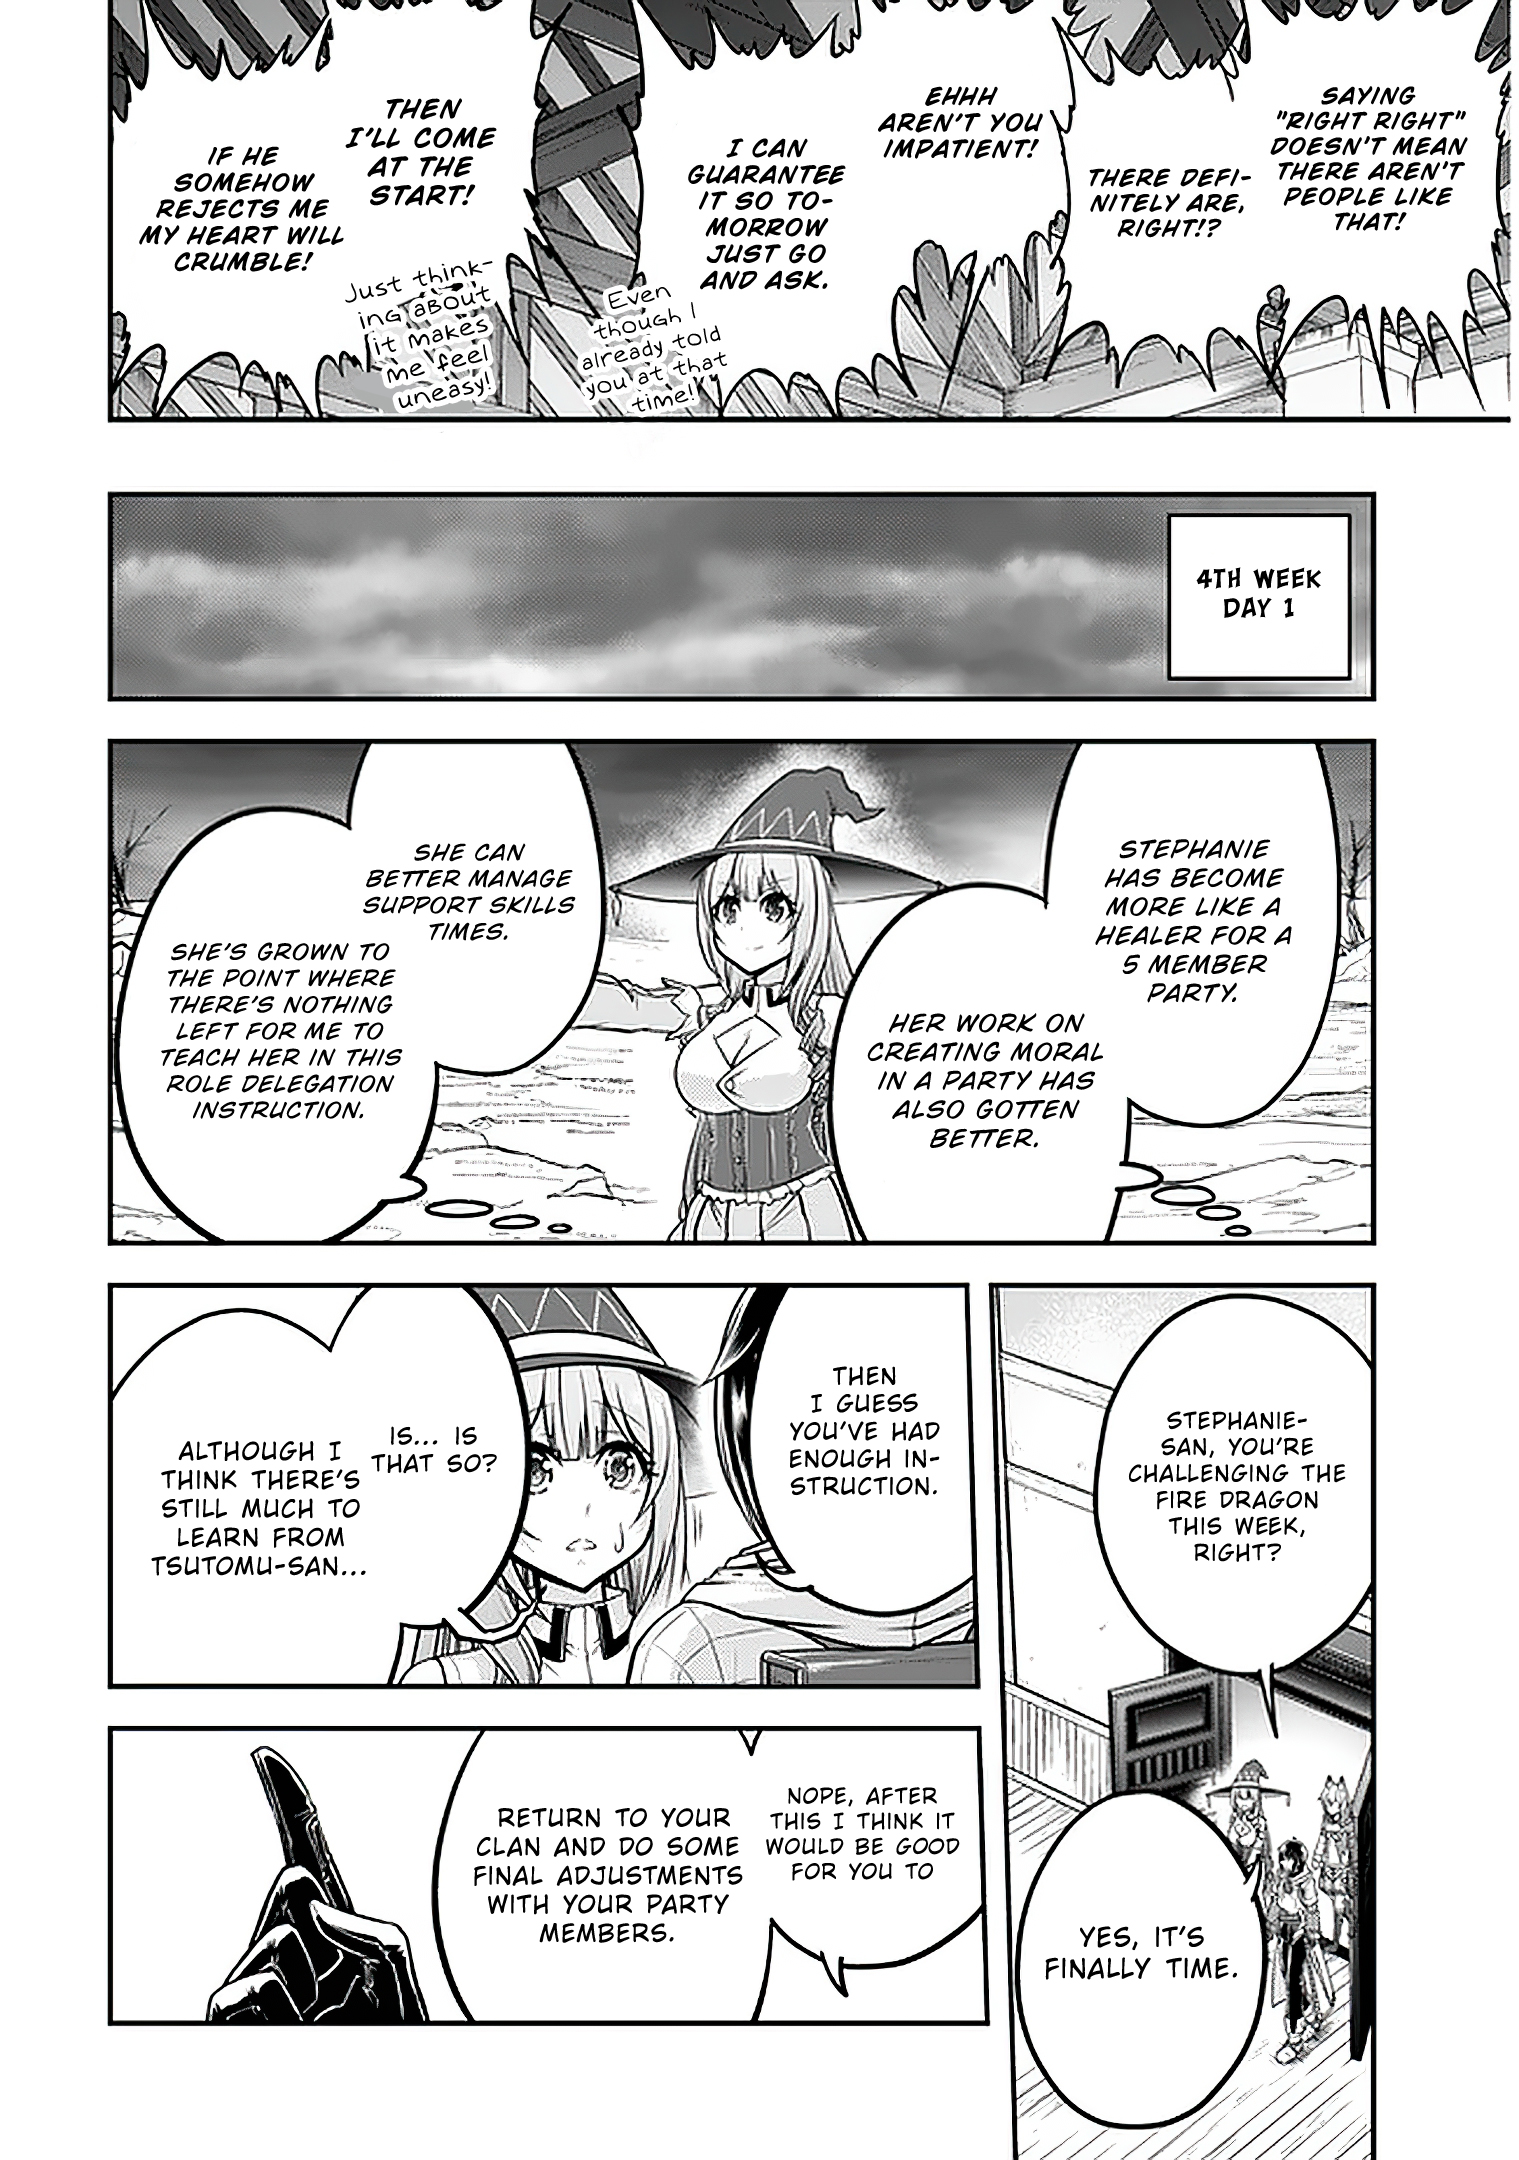 SAYING
"RIGHT RIGHT"
DOESN'T MEAN
THERE AREN'T
PEOPLE LIKE
THAT!
THERE DEFI-
NITELY ARE,
RIGHT!?
EHHH
AREN'T YOU
IMPATIENT!
I CAN
GUARANTEE
IT SO TO-
MORROW
JUST GO
AND ASK.
Even
though I
already told
you at that
time!
THEN
I'LL COME
AT THE
START!
IF HE
SOMEHOW
REJECTS ME
MY HEART WILL
CRUMBLE!
Just think-
ing about
it makes
me feel
uneasy!
4TH WEEK
DAY 1
STEPHANIE
HAS BECOME
MORE LIKE A
HEALER FOR A
5 MEMBER
PARTY.
HER WORK ON
CREATING MORAL
IN A PARTY HAS
ALSO GOTTEN
BETTER.
SHE CAN
BETTER MANAGE
SUPPORT SKILLS
TIMES.
SHE'S GROWN TO
THE POINT WHERE
THERE'S NOTHING
LEFT FOR ME TO
TEACH HER IN THIS
ROLE DELEGATION
INSTRUCTION.
STEPHANIE-
SAN, YOU'RE
CHALLENGING THE
FIRE DRAGON
THIS WEEK,
RIGHT?
YES, IT'S
FINALLY TIME.
THEN
I GUESS
YOU'VE HAD
ENOUGH IN-
STRUCTION.
IS... IS
THAT SO?
ALTHOUGH I
THINK THERE'S
STILL MUCH TO
LEARN FROM
TSUTOMU-SAN...
NOPE, AFTER
THIS I THINK IT
WOULD BE GOOD
FOR YOU TO
RETURN TO YOUR
CLAN AND DO SOME
FINAL ADJUSTMENTS
WITH YOUR PARTY
MEMBERS.